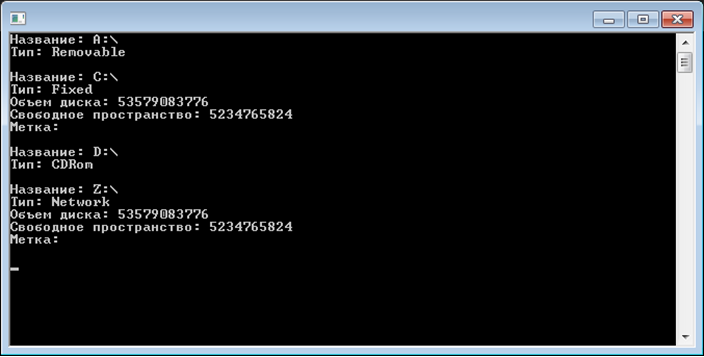 Название: A:\
Тип: Removable
Название: C:\
Тип: Fixed
Объем диска: 53579083776
Свободное пространство: 5234765824
Метка:
Название: D:\
Тип: CDRom
Название: Z:\
Тип: Network
Объем диска: 53579083776
Свободное пространство: 5234765824
Метка: